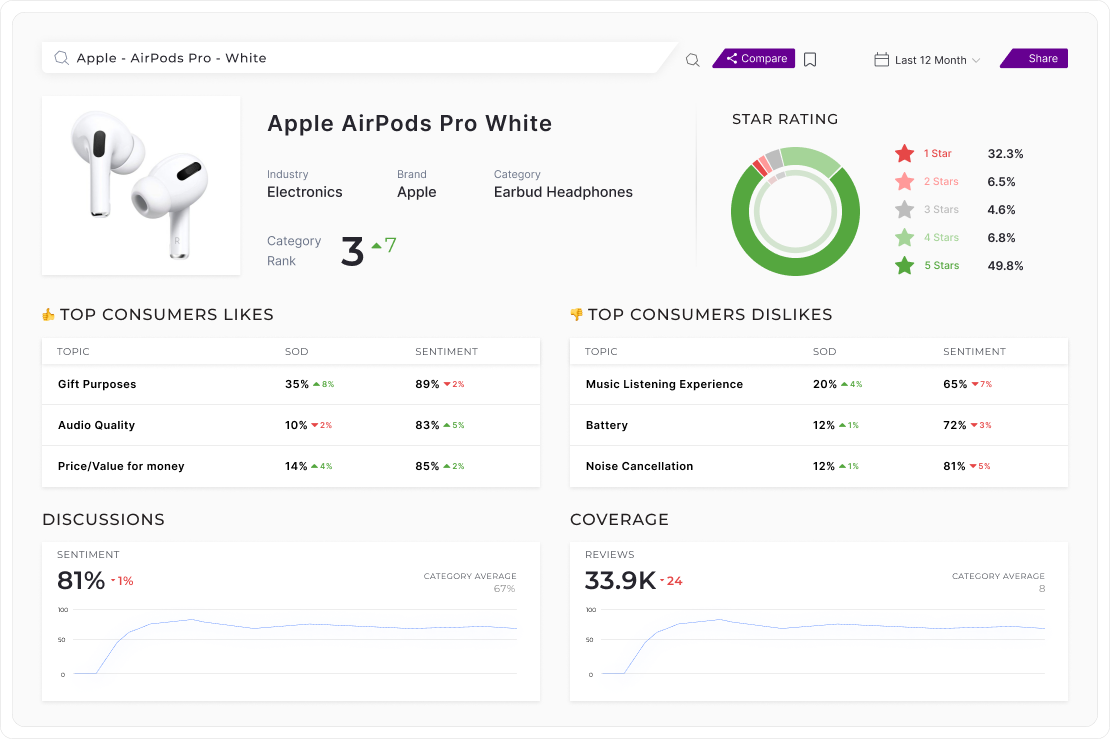 Apple - AirPods Pro - White
Compare
Last 12 Month
Share
Apple AirPods Pro White
Industry
Electronics
Brand
Apple
Category
Earbud Headphones
Category
Rank
3 7
STAR RATING
1 Star 32.3%
2 Stars 6.5%
3 Stars 4.6%
4 Stars 6.8%
5 Stars 49.8%
R
👍 TOP CONSUMERS LIKES
TOPIC SOD SENTIMENT
Gift Purposes 35% 8% 89% 2%
Audio Quality 10% 2% 83% 5%
Price/Value for money 14% 4% 85% 2%
👎 TOP CONSUMERS DISLIKES
TOPIC SOD SENTIMENT
Music Listening Experience 20% 4% 65% 7%
Battery 12% 1% 72% 3%
Noise Cancellation 12% 1% 81% 5%
DISCUSSIONS
SENTIMENT
81% - 1%
CATEGORY AVERAGE
67%
100
50
0
COVERAGE
REVIEWS
33.9K - 24
CATEGORY AVERAGE
8
100
50
0